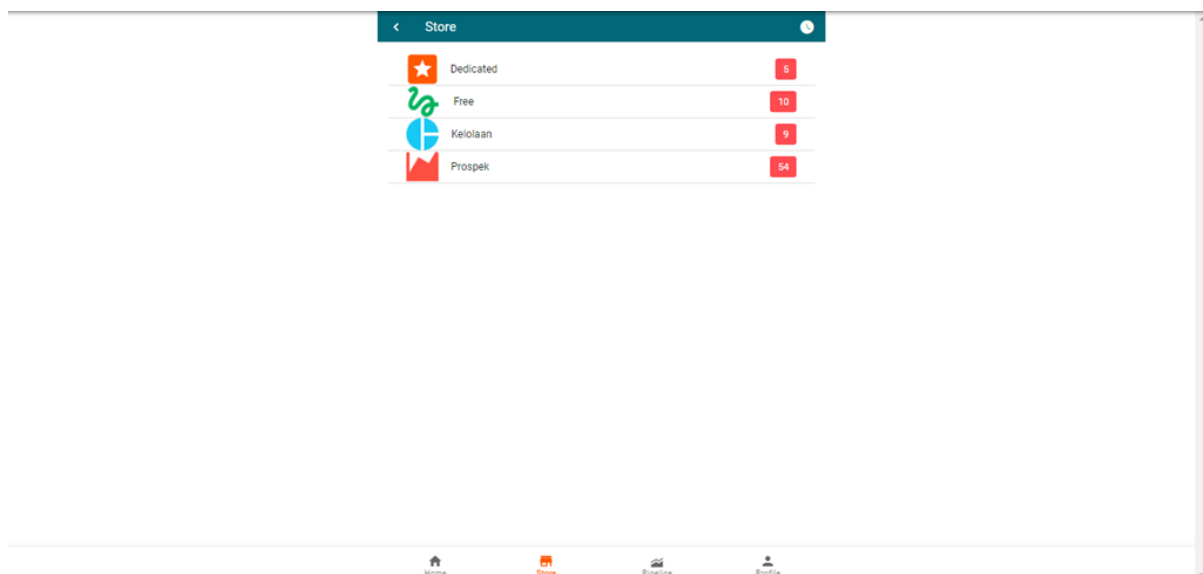 Store
Dedicated 5
Free 10
Kelolaan 9
Prospek 54
Home Store Pipeline Profile